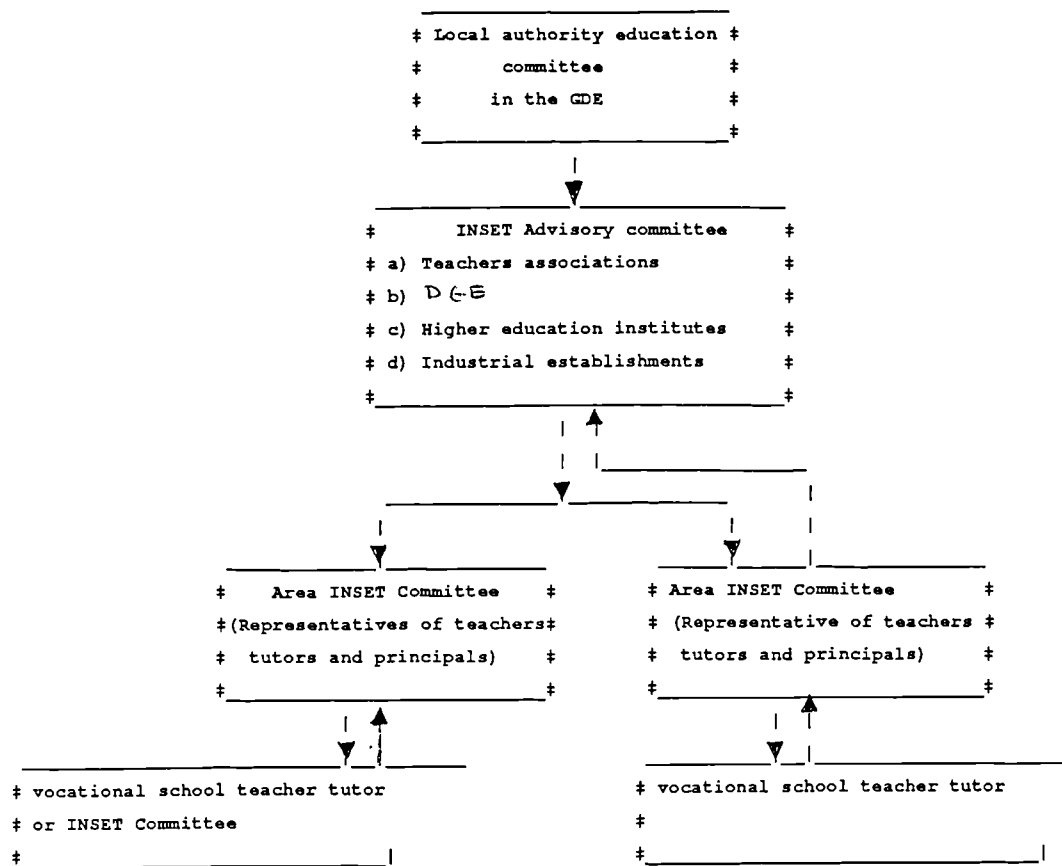 Local authority education
committee
in the GDE
INSET Advisory committee
a) Teachers associations
b) DGE
c) Higher education institutes
d) Industrial establishments
Area INSET Committee
(Representatives of teachers
tutors and principals)
Area INSET Committee
(Representative of teachers
tutors and principals)
vocational school teacher tutor
or INSET Committee
vocational school teacher tutor